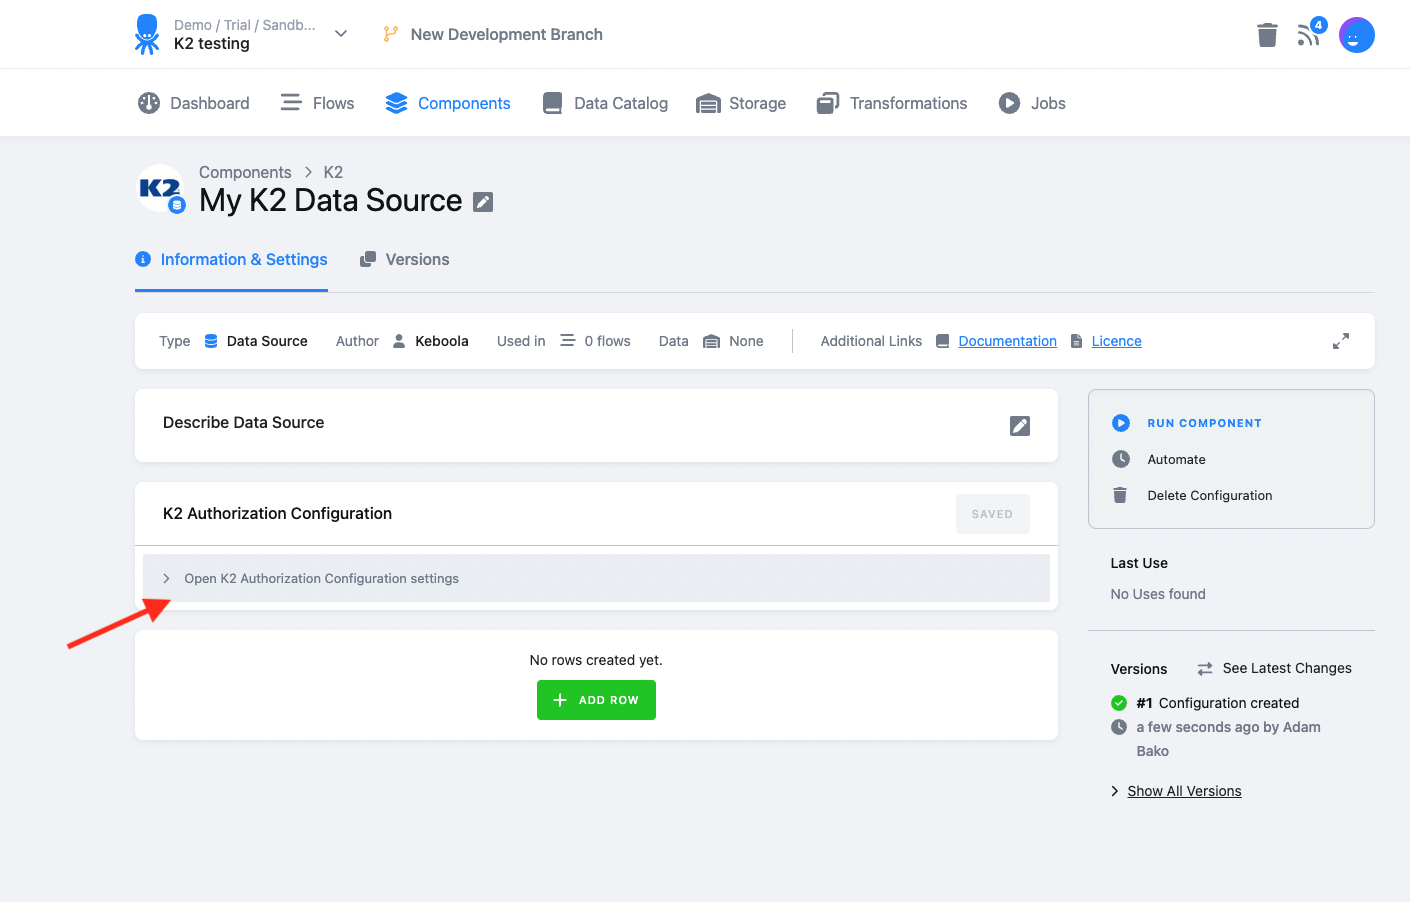 Demo / Trial / Sandb...
K2 testing
New Development Branch
4
Dashboard
Flows
Components
Data Catalog
Storage
Transformations
Jobs
K2
Components > K2
My K2 Data Source
Information & Settings
Versions
Type Data Source Author Keboola Used in 0 flows Data None Additional Links Documentation Licence
Describe Data Source
K2 Authorization Configuration
SAVED
Open K2 Authorization Configuration settings
No rows created yet.
ADD ROW
RUN COMPONENT
Automate
Delete Configuration
Last Use
No Uses found
Versions See Latest Changes
#1 Configuration created
a few seconds ago by Adam
Bako
Show All Versions